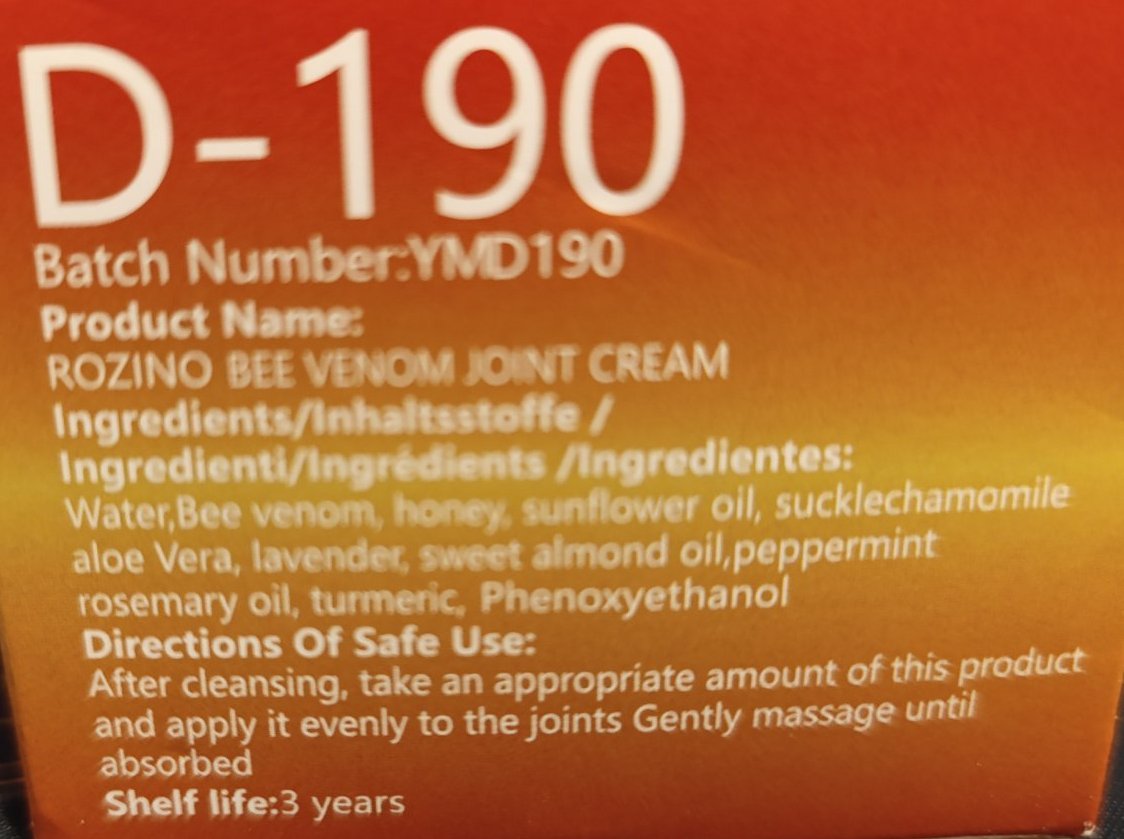 D-190
Batch Number:YMD190
Product Name:
ROZINO BEE VENOM JOINT CREAM
Ingredients/Inhaltsstoffe /
Ingredienti/Ingrédients /Ingredientes:
Water,Bee venom, honey, sunflower oil, sucklechamomile
aloe Vera, lavender, sweet almond oil,peppermint
rosemary oil, turmeric, Phenoxyethanol
Directions Of Safe Use:
After cleansing, take an appropriate amount of this product
and apply it evenly to the joints Gently massage until
absorbed
Shelf life:3 years